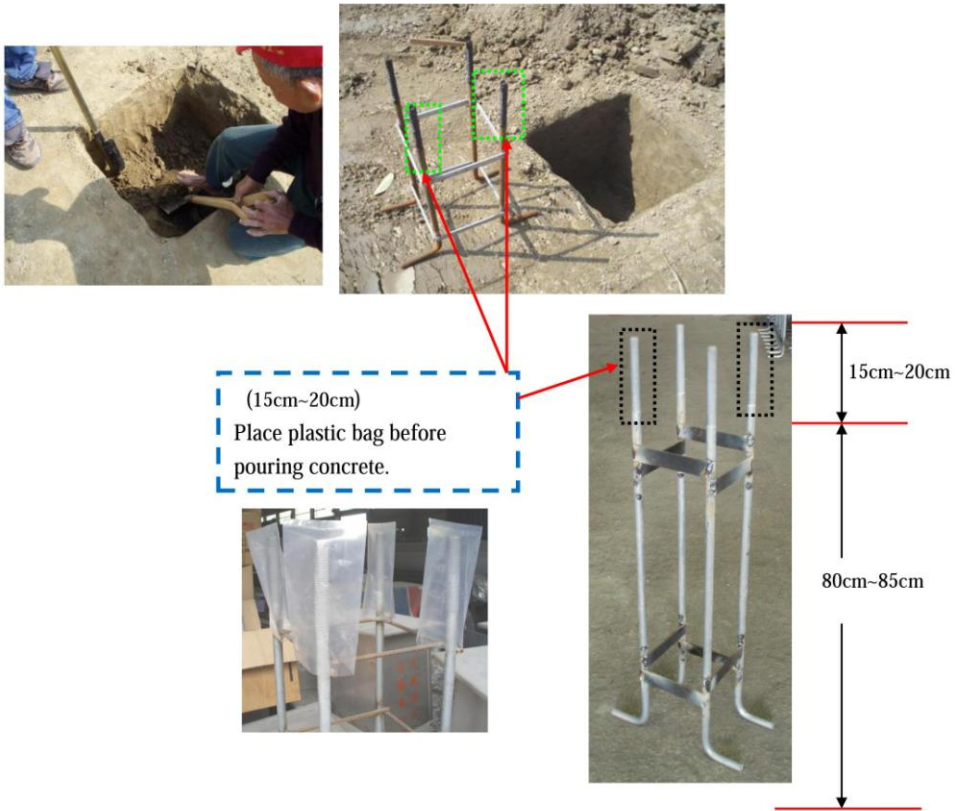 (15cm~20cm)
Place plastic bag before
pouring concrete.
15cm~20cm
80cm~85cm